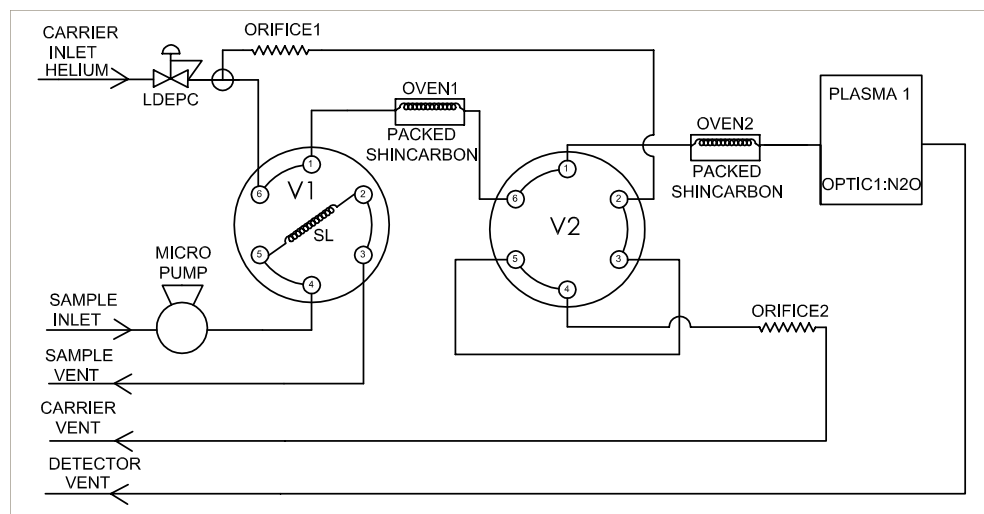 CARRIER
INLET
HELIUM
LDEPC
ORIFICE1
OVEN1
PACKED
SHINCARBON
OVEN2
PACKED
SHINCARBON
PLASMA 1
OPTIC1:N2O
V1
1
2
3
4
5
6
SL
V2
1
2
3
4
5
6
MICRO
PUMP
SAMPLE
INLET
ORIFICE2
SAMPLE
VENT
CARRIER
VENT
DETECTOR
VENT